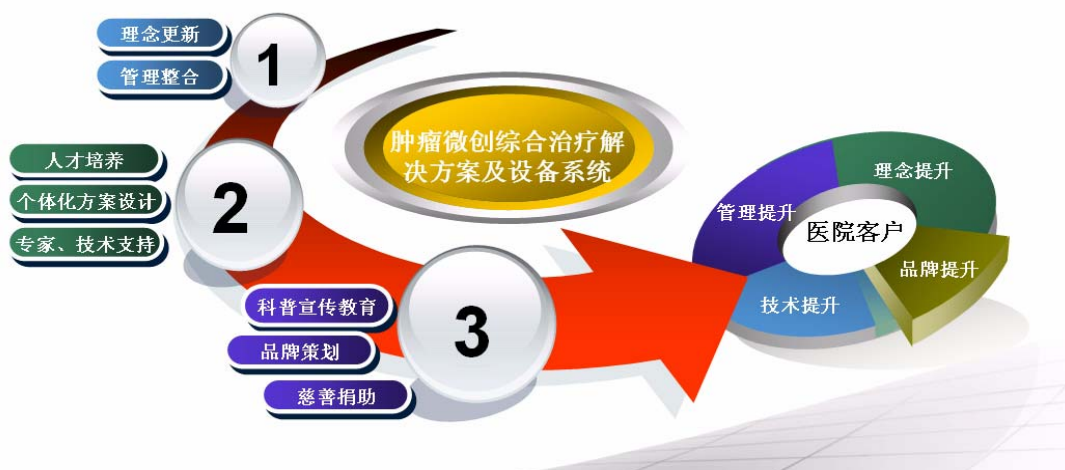 理念更新
管理整合
1
人才培养
个体化方案设计
专家、技术支持
2
科普宣传教育
品牌策划
慈善捐助
3
肿瘤微创综合治疗解
决方案及设备系统
管理提升
理念提升
医院客户
品牌提升
技术提升